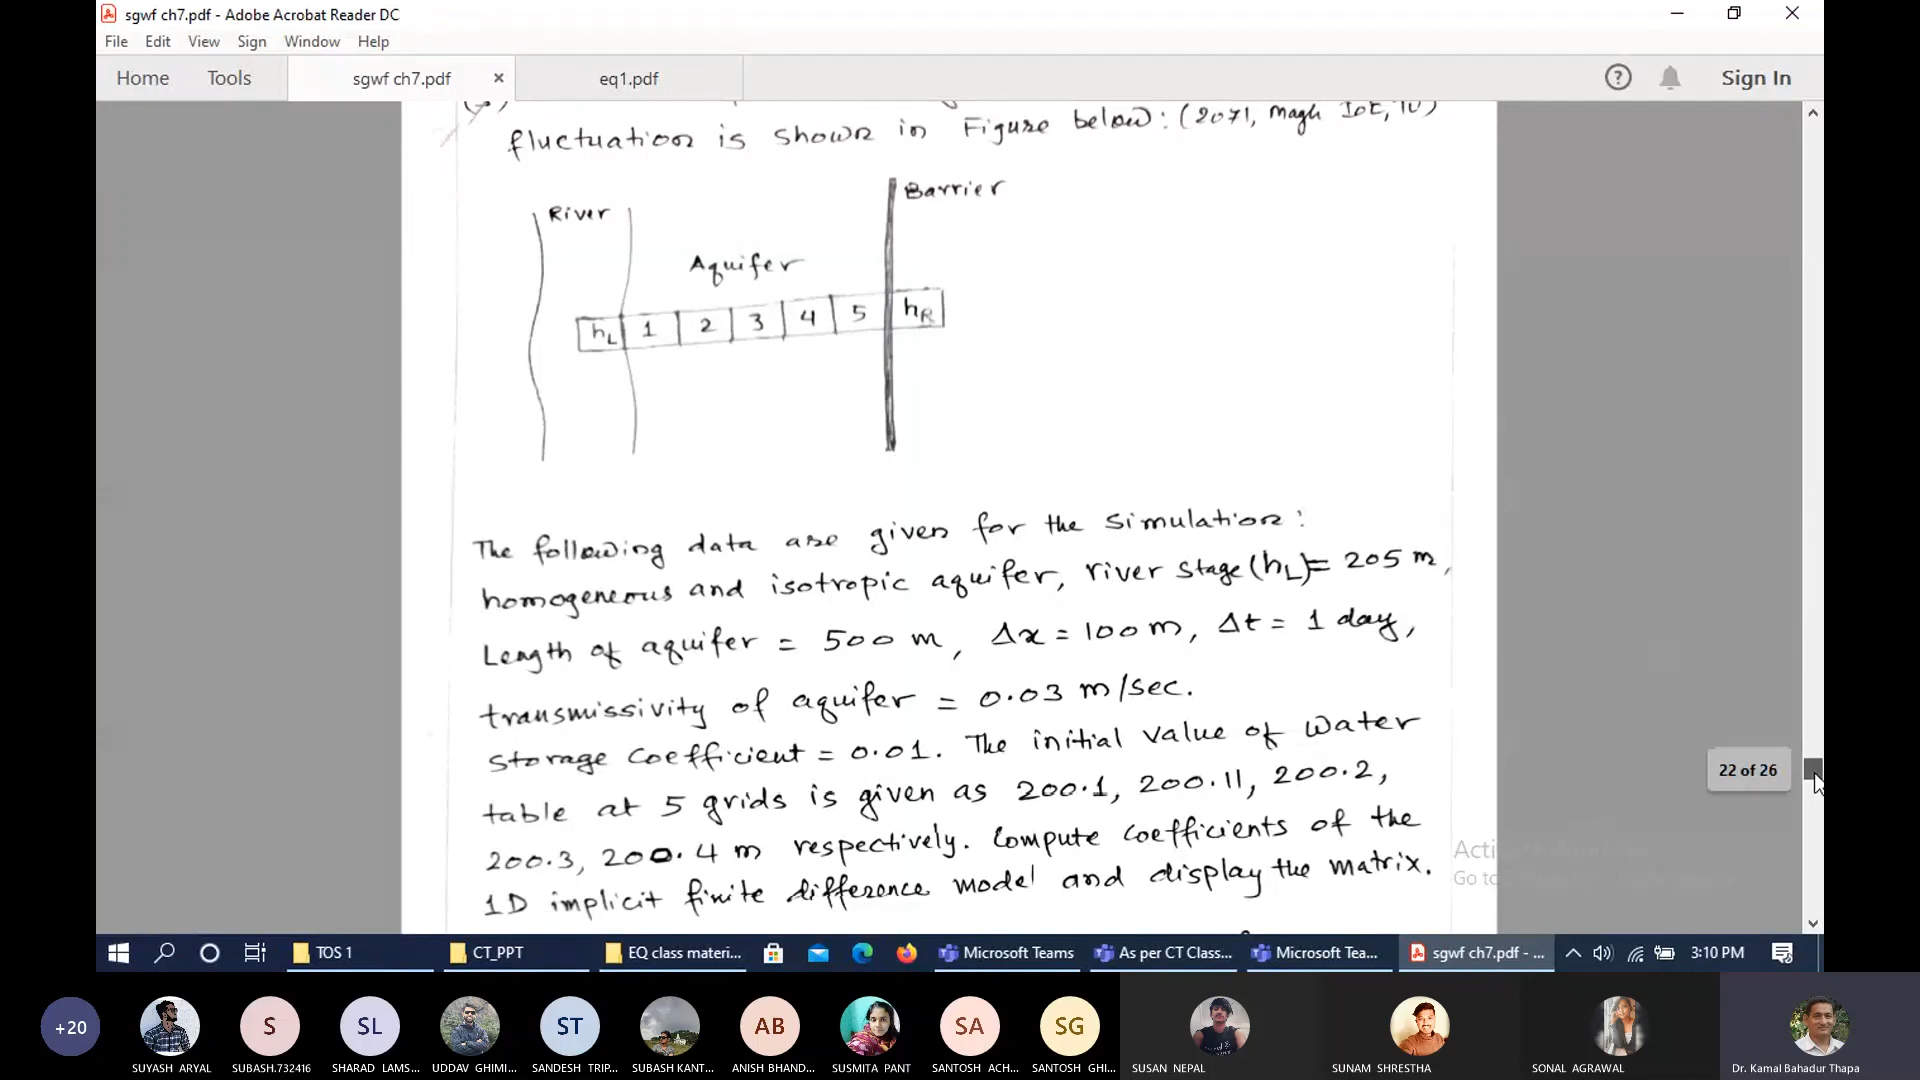 sgwf ch7.pdf - Adobe Acrobat Reader DC
File Edit View Sign Window Help
Home Tools sgwf ch7.pdf × eq1.pdf ? Sign In
fluctuation is shown in Figure below: (2071, magh IOE, TU)
Barrier
River
Aquifer
hL 1 2 3 4 5 hR
The following data are given for the simulation:
homogeneous and isotropic aquifer, river stage (hL) = 205 m,
Length of aquifer = 500 m, Δx = 100 m, Δt = 1 day,
transmissivity of aquifer = 0.03 m/sec.
storage coefficient = 0.01. The initial value of water
table at 5 grids is given as 200.1, 200.11, 200.2,
200.3, 200.4 m respectively. Compute coefficients of the
1D implicit finite difference model and display the matrix.
22 of 26
Acti
Go to
TOS 1 CT_PPT EQ class materi... Microsoft Teams As per CT Class... Microsoft Tea... sgwf ch7.pdf - ... 3:10 PM
+20 S SL ST AB SA SG
SUYASH ARYAL SUBASH.732416 SHARAD LAMS... UDDAV GHIMI... SANDESH TRIP... SUBASH KANT... ANISH BHAND... SUSMITA PANT SANTOSH ACH... SANTOSH GHI... SUSAN NEPAL SUNAM SHRESTHA SONAL AGRAWAL Dr. Kamal Bahadur Thapa